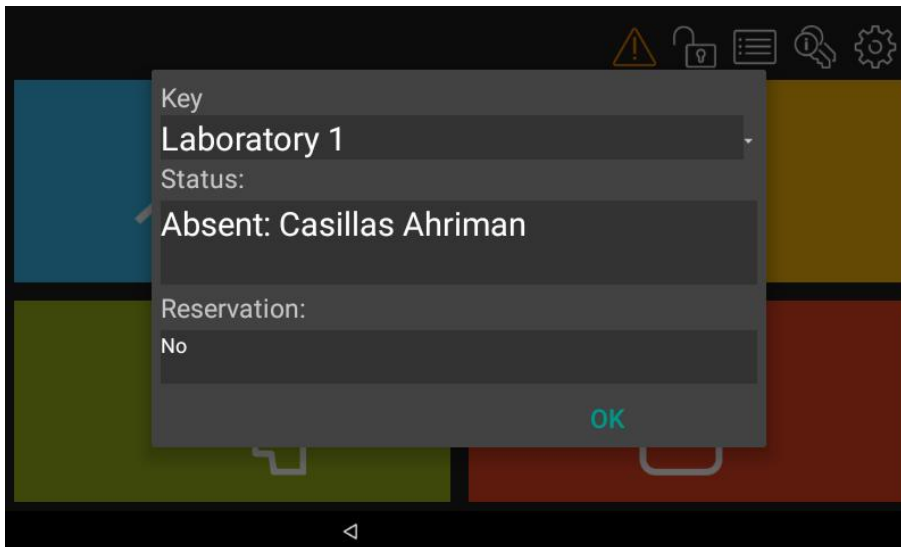 Key
Laboratory 1
Status:
Absent: Casillas Ahriman
Reservation:
No
OK